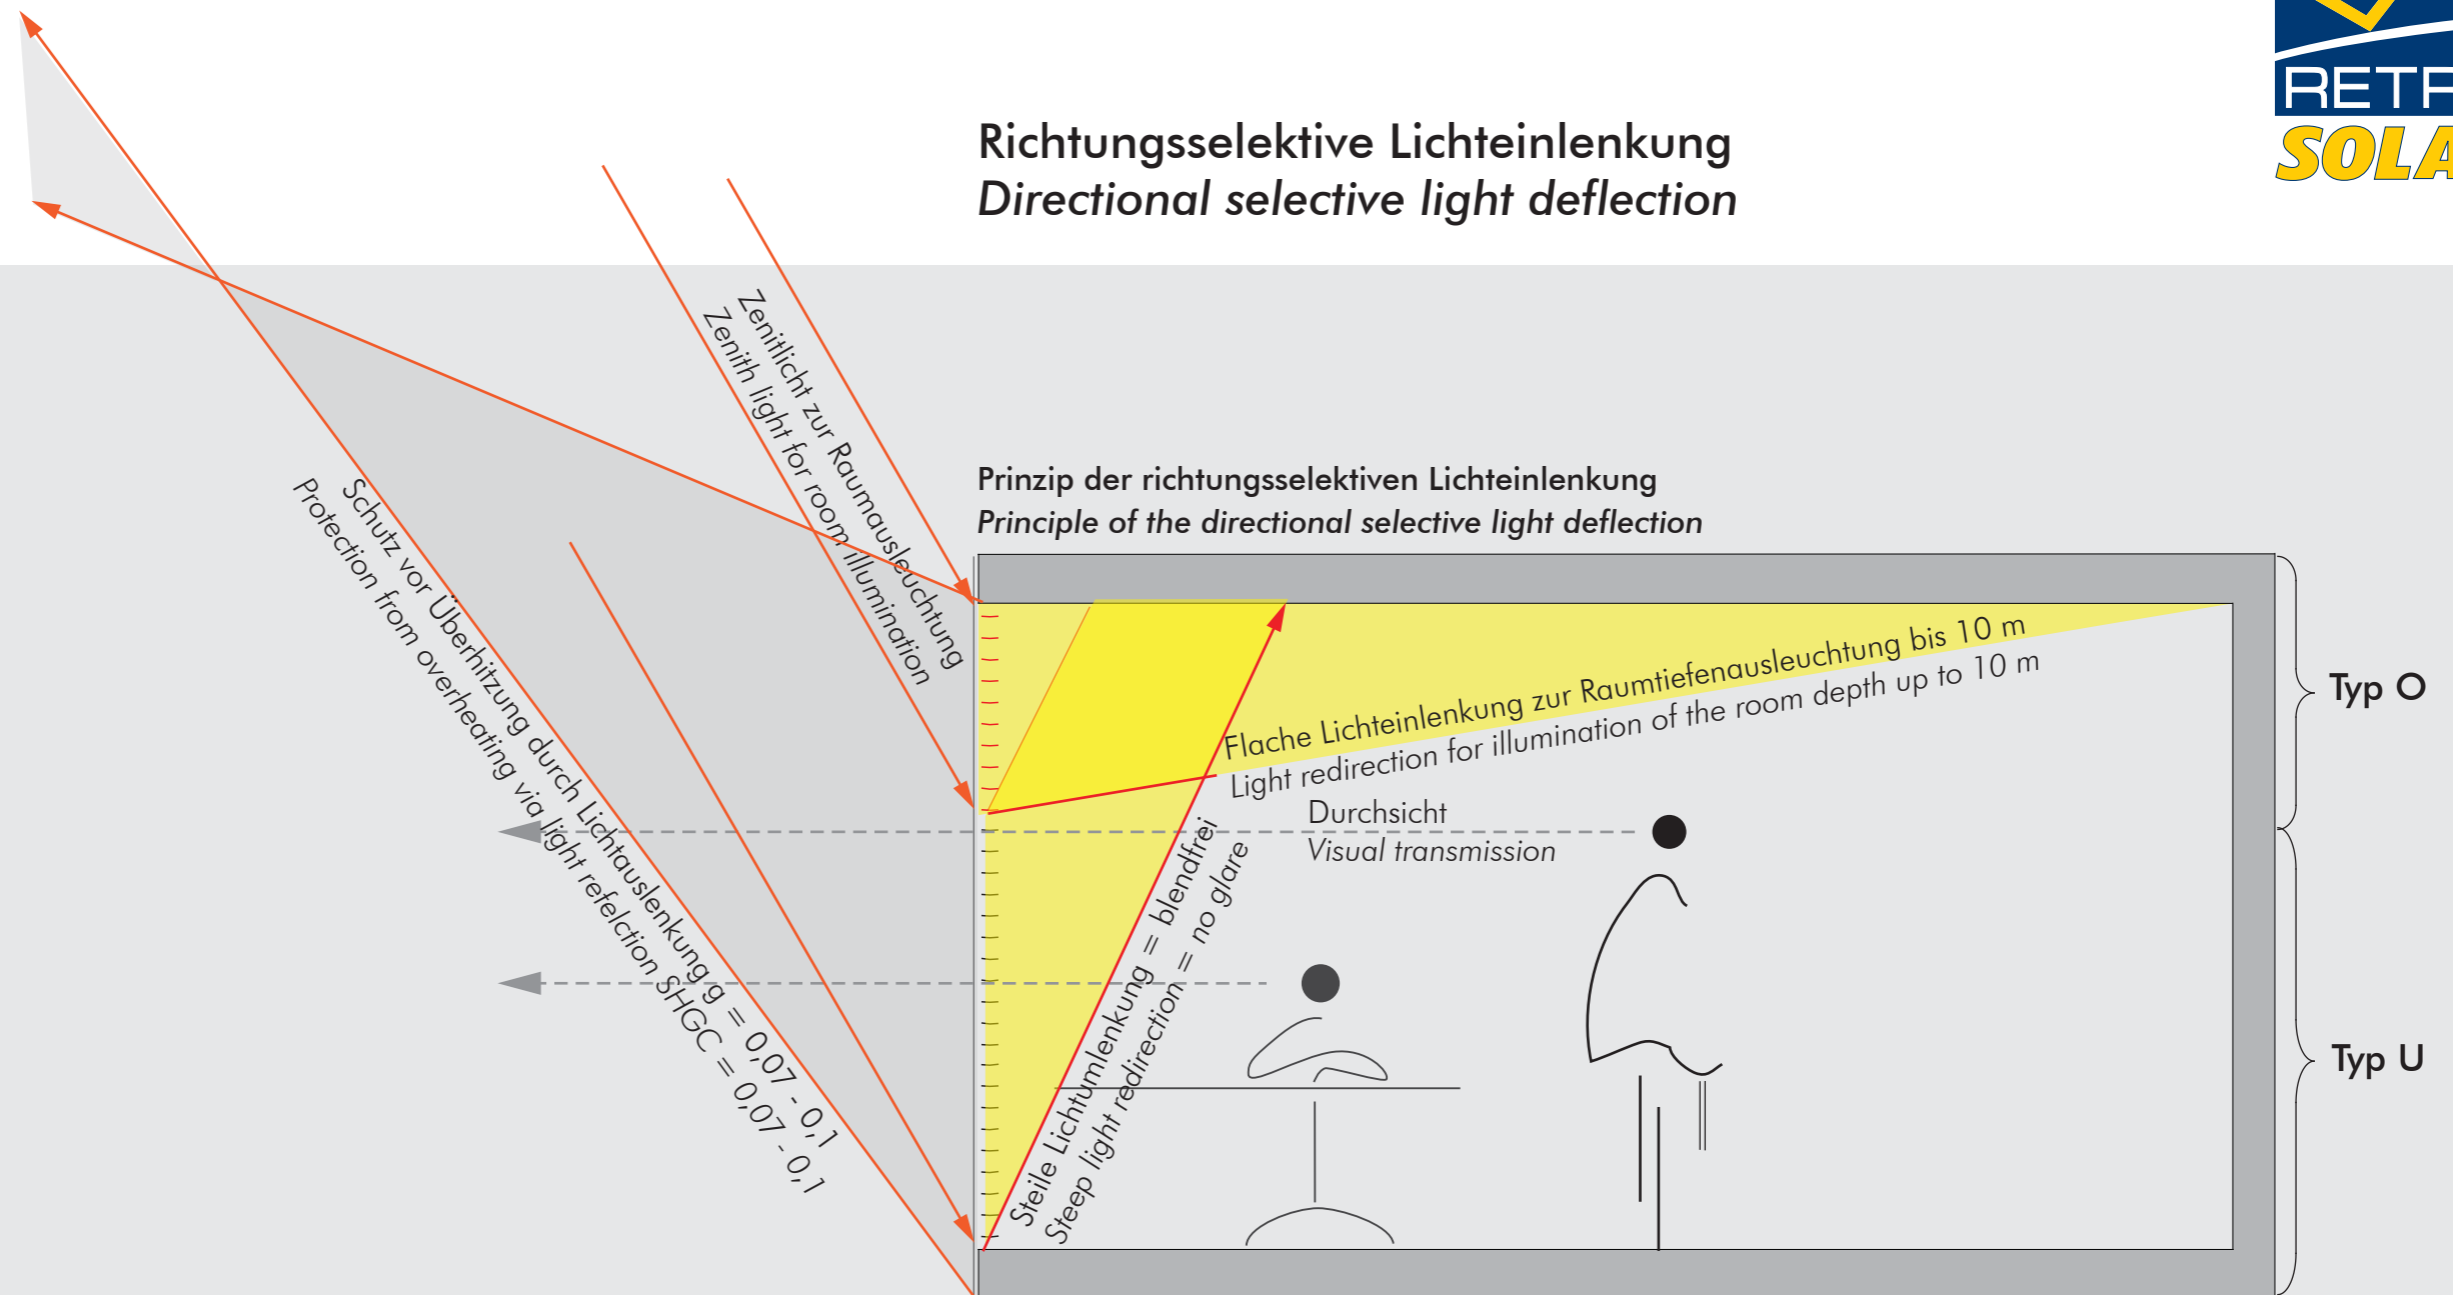 RETR
SOLA
Richtungsselektive Lichteinlenkung
Directional selective light deflection
Zenitlicht zur Raumausleuchtung
Zenith light for room illumination
Schutz vor Überhitzung durch Lichtauslenkung g = 0,07 - 0,1
Protection from overheating via light refelction SHGC = 0,07 - 0,1
Prinzip der richtungsselektiven Lichteinlenkung
Principle of the directional selective light deflection
Flache Lichteinlenkung zur Raumtiefenausleuchtung bis 10 m
Light redirection for illumination of the room depth up to 10 m
Typ O
Durchsicht
Visual transmission
Steile Lichtumlenkung = blendfrei
Steep light redirection = no glare
Typ U